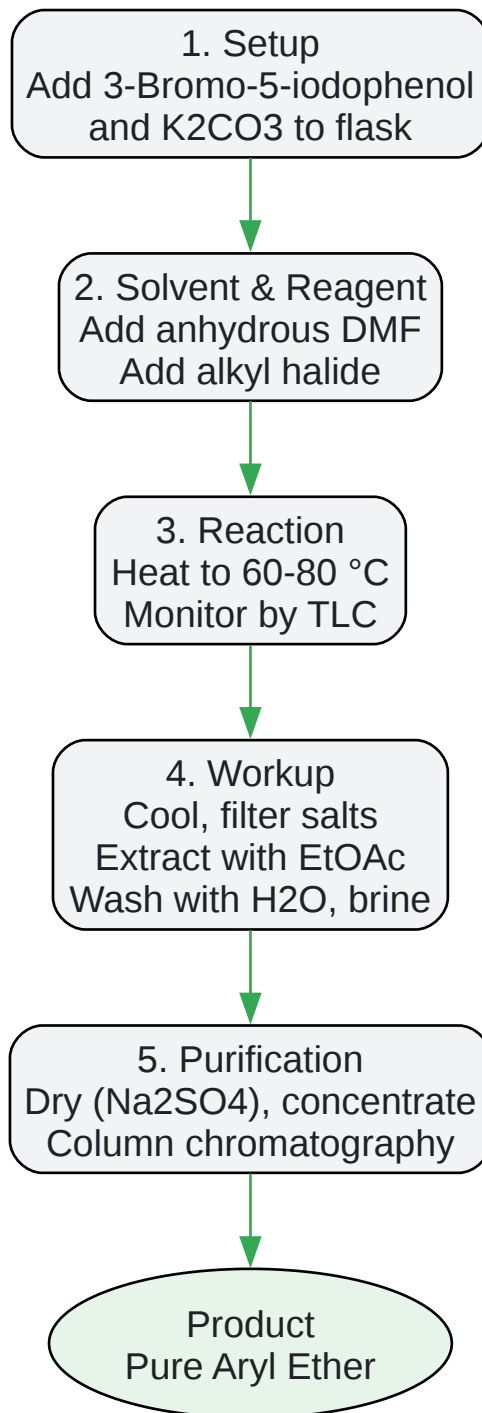 1. Setup
Add 3-Bromo-5-iodophenol
and K2CO3 to flask
2. Solvent & Reagent
Add anhydrous DMF
Add alkyl halide
3. Reaction
Heat to 60-80 °C
Monitor by TLC
4. Workup
Cool, filter salts
Extract with EtOAc
Wash with H2O, brine
5. Purification
Dry (Na2SO4), concentrate
Column chromatography
Product
Pure Aryl Ether